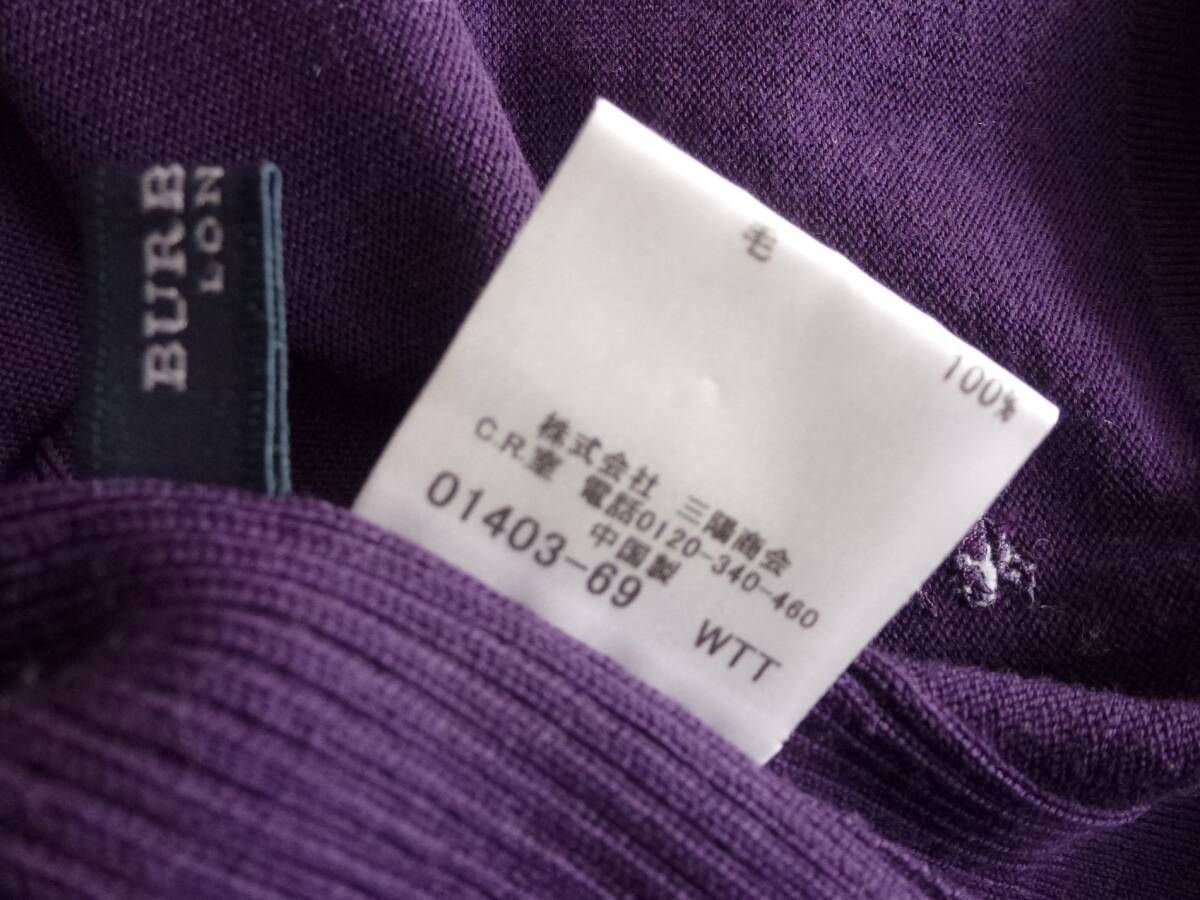 BURB
LON
毛 100%
株式会社 三陽商会
C.R.室 電話0120-340-460
中国製
01403-69 WTT